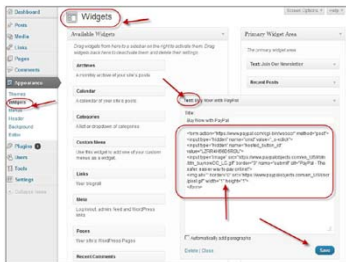 Dashboard
Posts
Media
Links
Pages
Comments
Appearance
Themes
Widgets
Menus
Header
Background
Editor
Plugins
Users
Tools
Settings
Collapse menu
Screen Options Help
Widgets
Available Widgets
Drag widgets from here to a sidebar on the right to activate them. Drag
widgets back here to deactivate them and delete their settings.
Archives
A monthly archive of your site's posts
Calendar
A calendar of your site's posts
Categories
A list or dropdown of categories
Custom Menu
Use this widget to add one of your custom
menus as a widget.
Links
Your blogroll
Meta
Log in/out, admin, feed and WordPress
links
Pages
Your site's WordPress Pages
Recent Comments
Primary Widget Area
The primary widget area
Text: Join Our Newsletter
Recent Posts
Text: Buy Now with PayPal
Title:
Buy Now with PayPal
Automatically add paragraphs
Delete | Close
Save